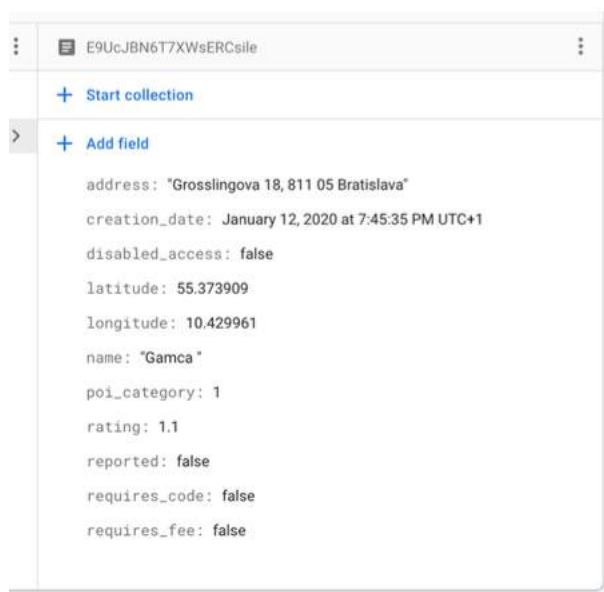 E9UcJBN6T7XWsERCsile
+ Start collection
+ Add field
address: "Grosslingova 18, 811 05 Bratislava"
creation_date: January 12, 2020 at 7:45:35 PM UTC+1
disabled_access: false
latitude: 55.373909
longitude: 10.429961
name: "Gamca "
poi_category: 1
rating: 1.1
reported: false
requires_code: false
requires_fee: false